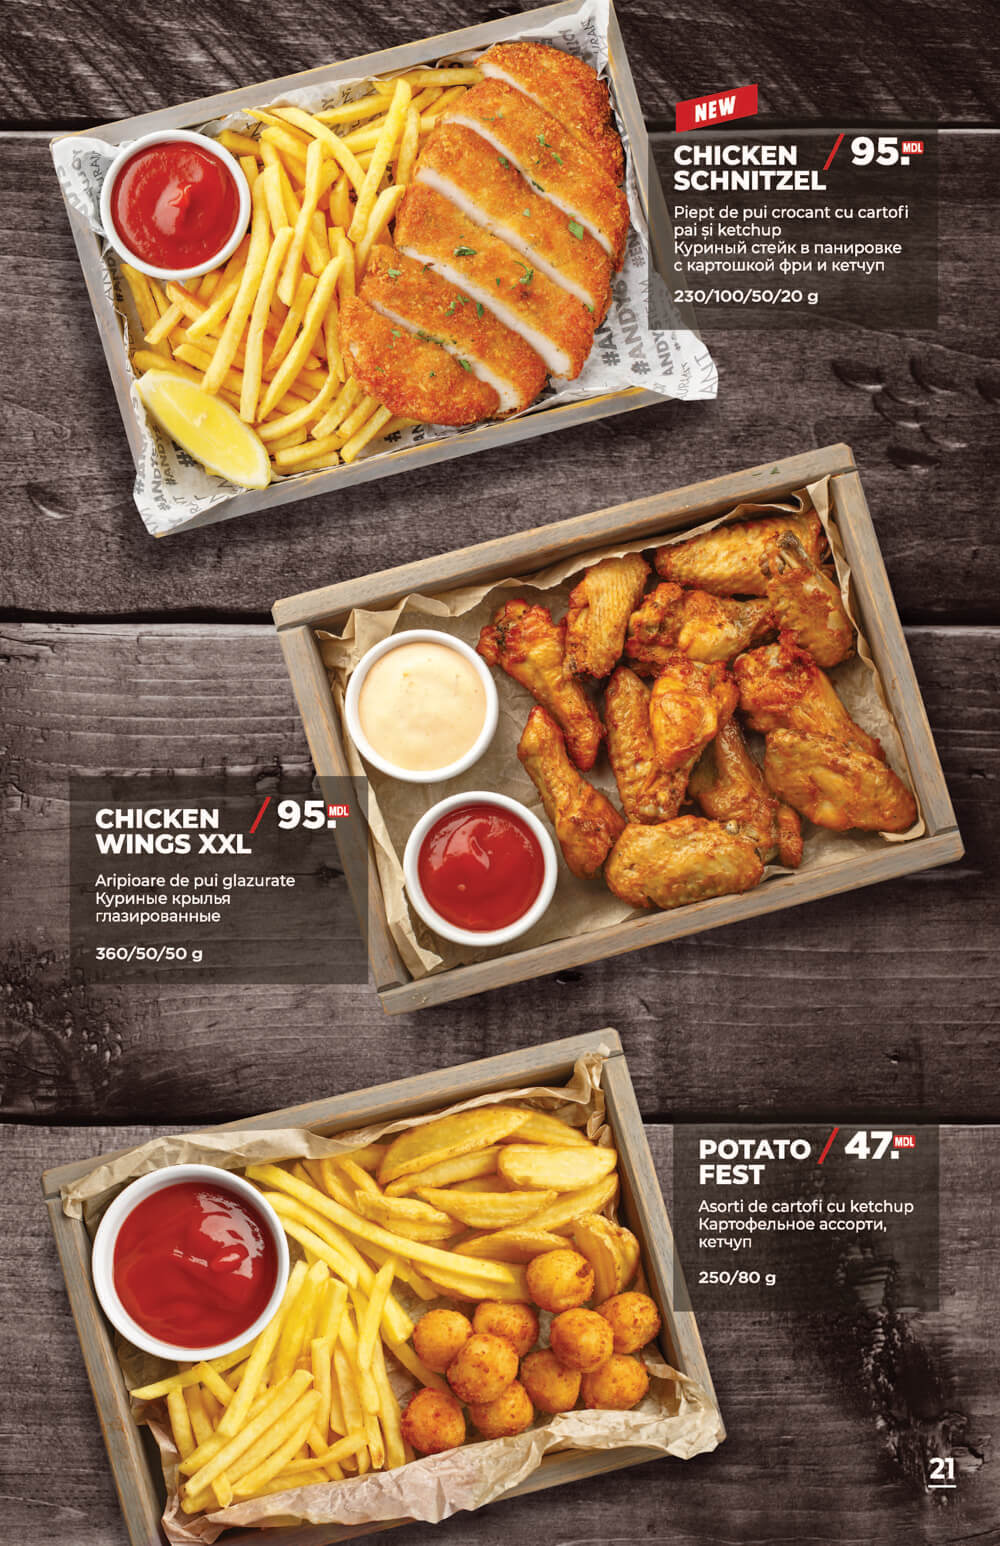 NEW
CHICKEN / 95. MDL
SCHNITZEL
Piept de pui crocant cu cartofi
pai și ketchup
Куриный стейк в панировке
с картошкой фри и кетчуп
230/100/50/20 g
#ANDYS
ANDYS
CHICKEN / 95. MDL
WINGS XXL
Aripioare de pui glazurate
Куриные крылья
глазированные
360/50/50 g
POTATO / 47. MDL
FEST
Asorti de cartofi cu ketchup
Картофельное ассорти,
кетчуп
250/80 g
21